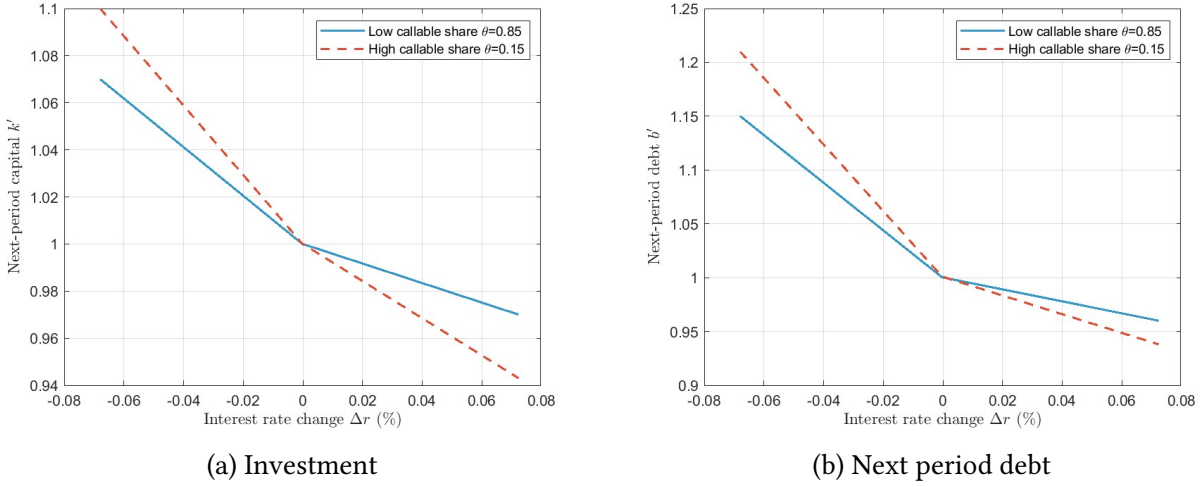 1.1
1.08
1.06
1.04
1.02
1
0.98
0.96
0.94
-0.08 -0.06 -0.04 -0.02 0 0.02 0.04 0.06 0.08
Next-period capital k′
Interest rate change Δr (%)
Low callable share θ=0.85
High callable share θ=0.15
(a) Investment
1.25
1.2
1.15
1.1
1.05
1
0.95
0.9
-0.08 -0.06 -0.04 -0.02 0 0.02 0.04 0.06 0.08
Next-period debt b′
Interest rate change Δr (%)
Low callable share θ=0.85
High callable share θ=0.15
(b) Next period debt